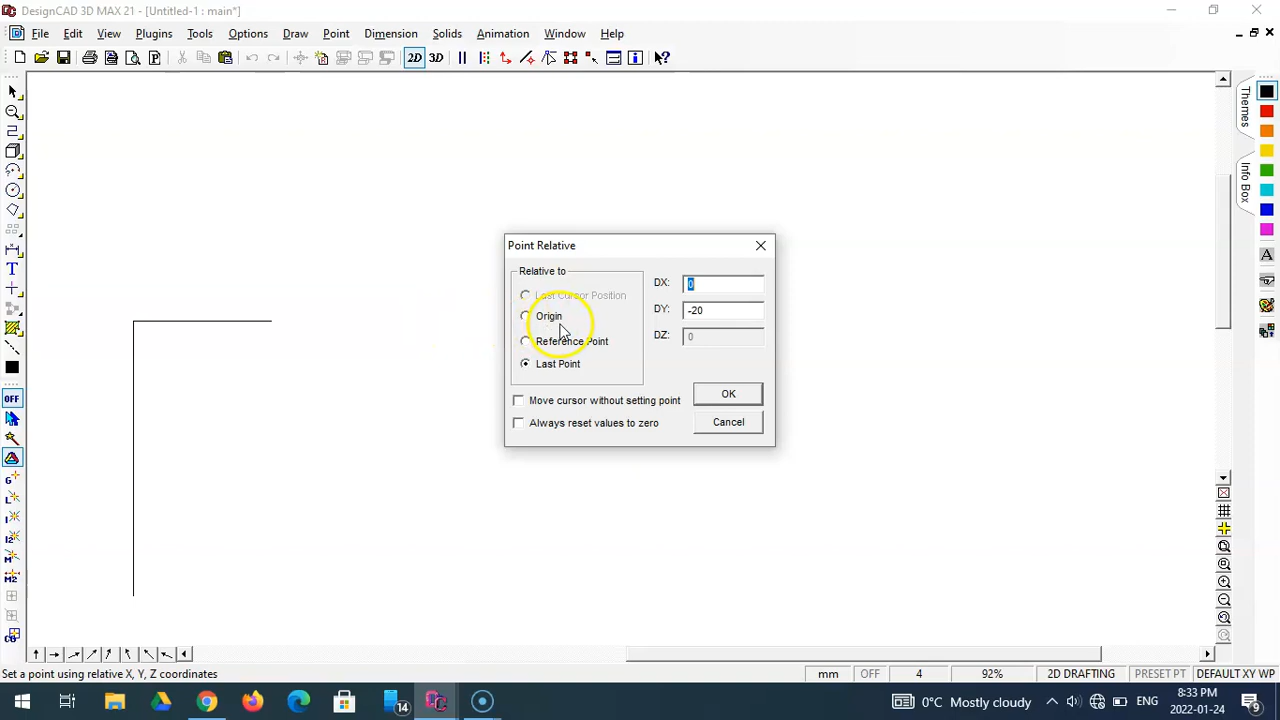 DesignCAD 3D MAX 21 - [Untitled-1 : main*]
File Edit View Plugins Tools Options Draw Point Dimension Solids Animation Window Help
2D 3D
Themes
Info Box
Point Relative
Relative to
Last Cursor Position
Origin
Reference Point
Last Point
DX: 0
DY: -20
DZ: 0
Move cursor without setting point
Always reset values to zero
OK
Cancel
OFF
Set a point using relative X, Y, Z coordinates
mm OFF 4 92% 2D DRAFTING PRESET PT DEFAULT XY WP
14
0°C Mostly cloudy
ENG
8:33 PM
2022-01-24
9